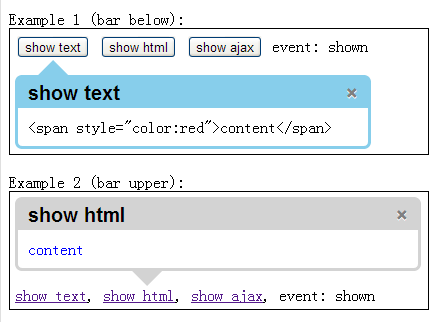 Example 1 (bar below):
show text show html show ajax event: shown
show text ×
<span style="color:red">content</span>
Example 2 (bar upper):
show html ×
content
show text, show html, show ajax, event: shown